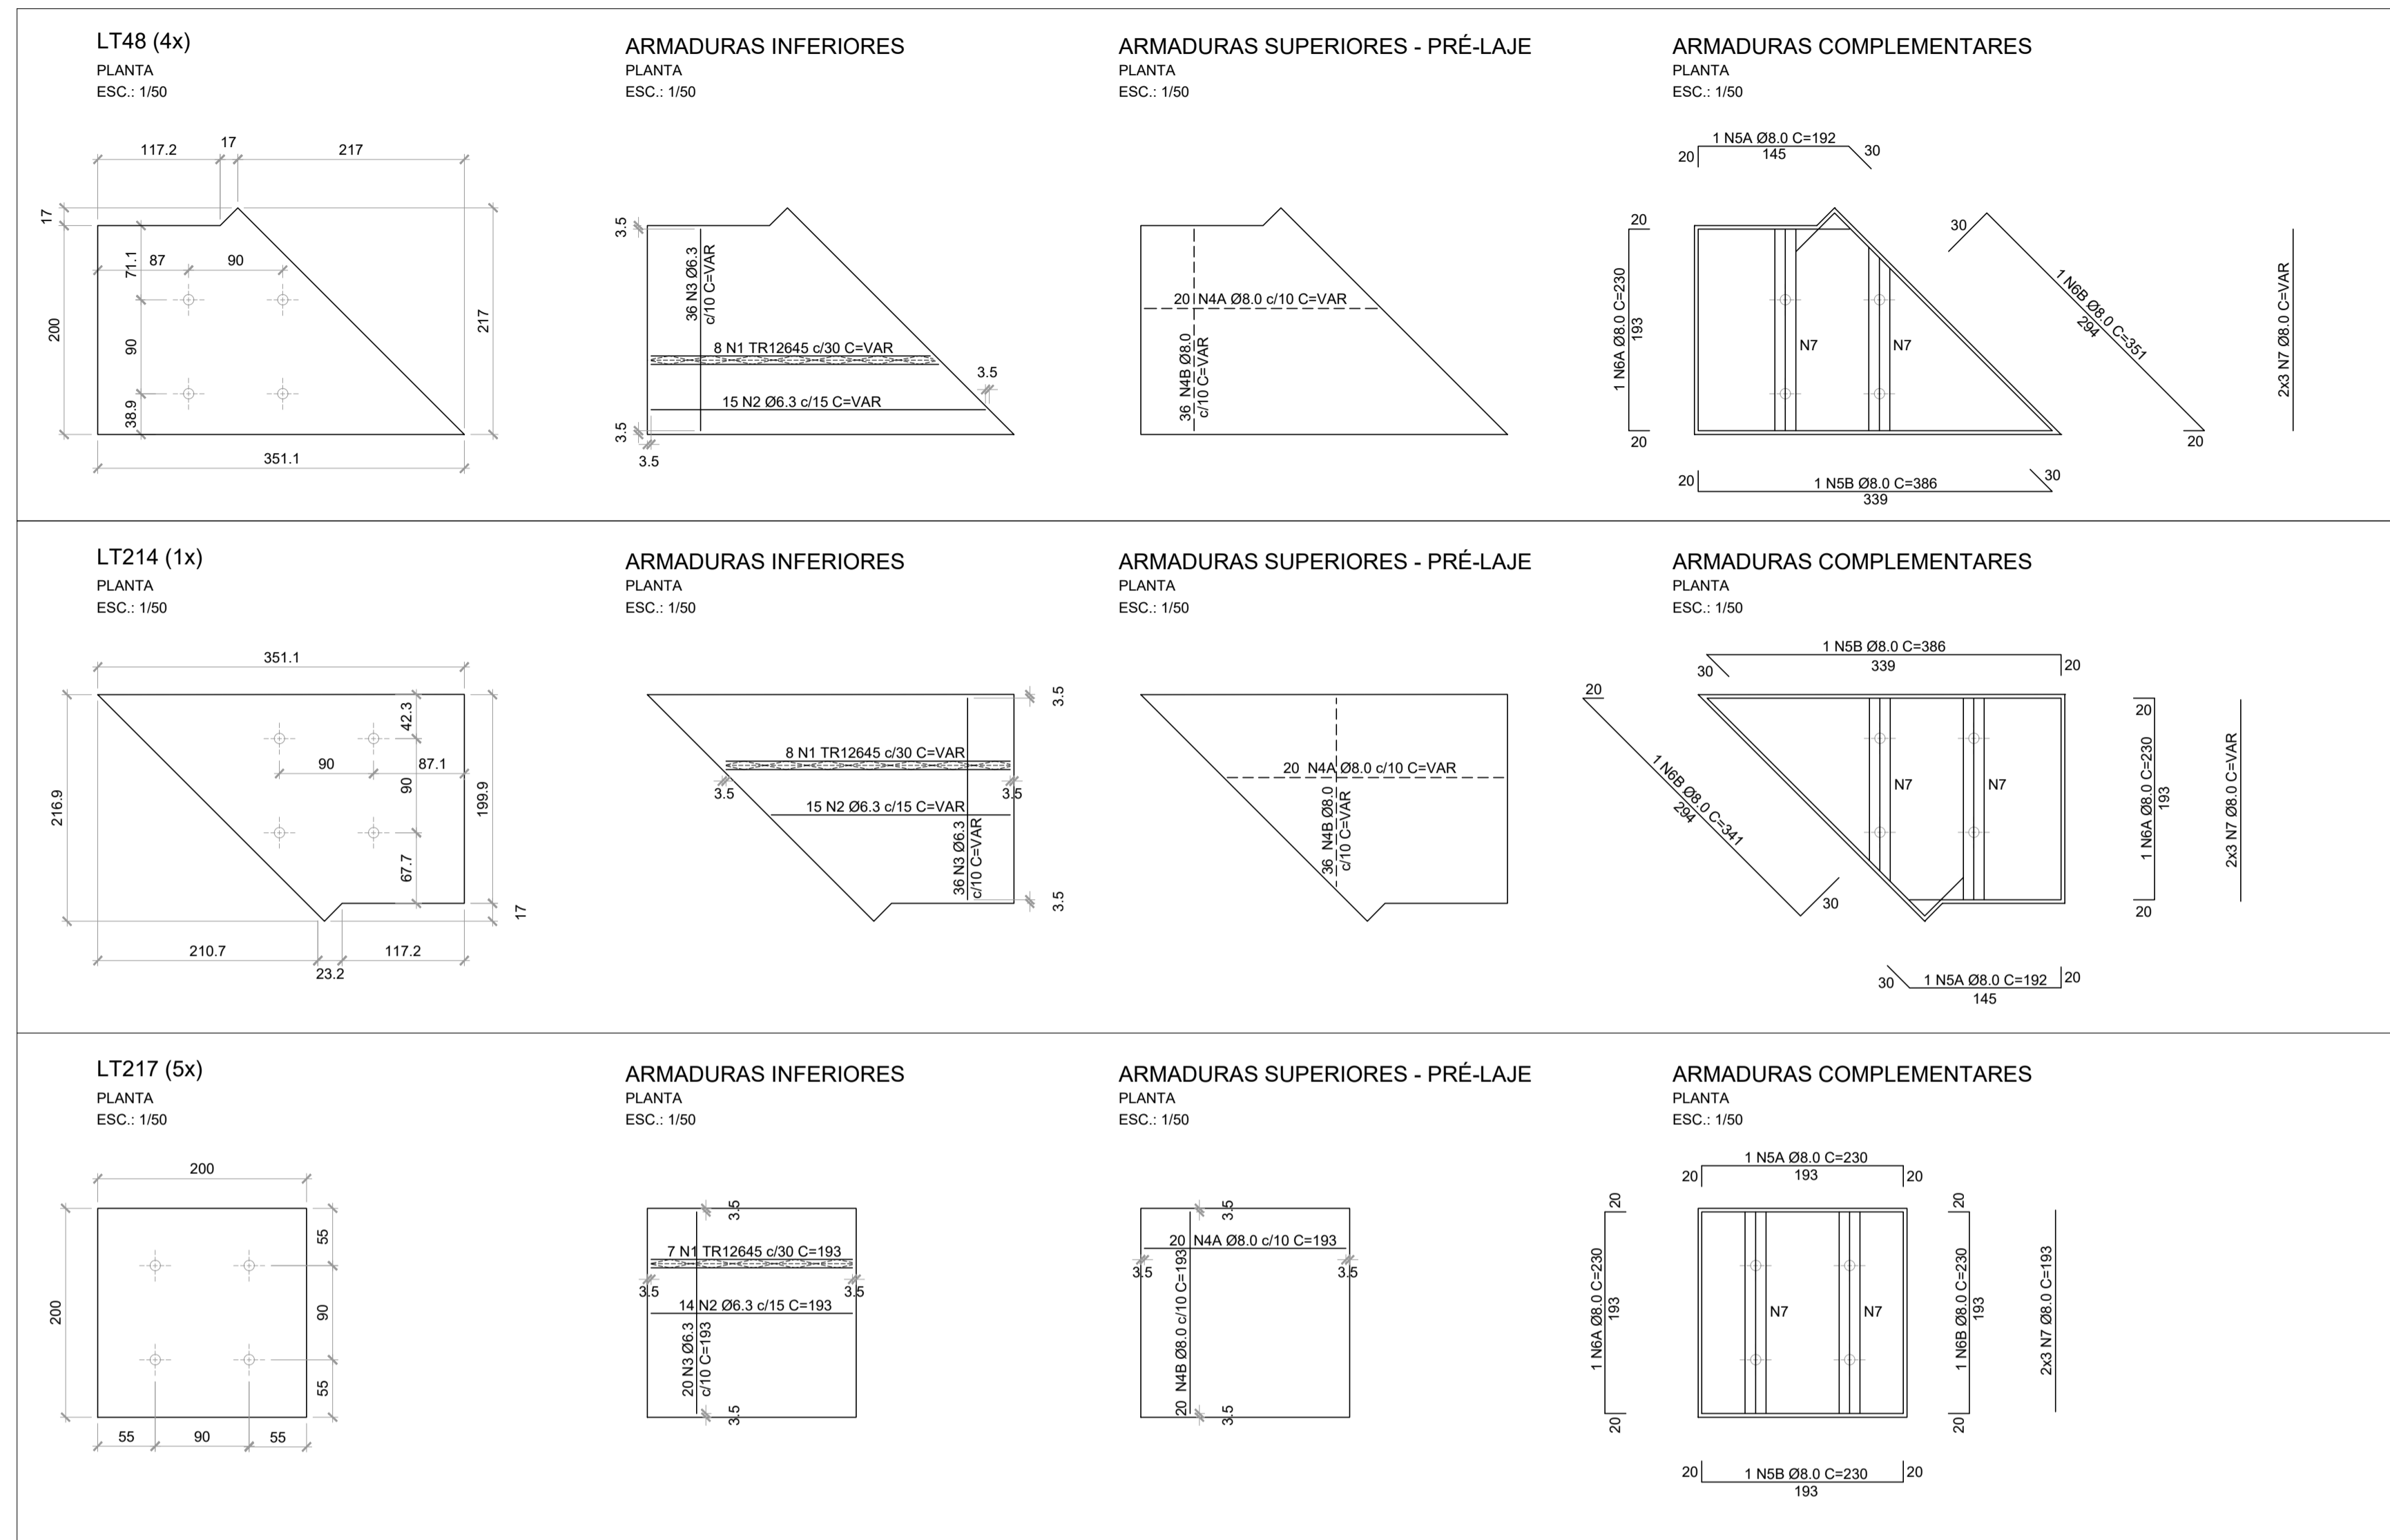 LT48 (4x)
PLANTA
ESC.: 1/50
117.2
17
217
17
200
71.1
87
90
90
38.9
217
351.1
ARMADURAS INFERIORES
PLANTA
ESC.: 1/50
3.5
36 N3 Ø6.3
c/10 C=VAR
8 N1 TR12645 c/30 C=VAR
3.5
15 N2 Ø6.3 c/15 C=VAR
3.5
3.5
ARMADURAS SUPERIORES - PRÉ-LAJE
PLANTA
ESC.: 1/50
20 N4A Ø8.0 c/10 C=VAR
36 N4B Ø8.0
c/10 C=VAR
ARMADURAS COMPLEMENTARES
PLANTA
ESC.: 1/50
1 N5A Ø8.0 C=192
20
145
30
20
1 N6A Ø8.0 C=230
193
20
N7
N7
30
1 N6B Ø8.0 C=351
294
20
2x3 N7 Ø8.0 C=VAR
20
1 N5B Ø8.0 C=386
339
30
LT214 (1x)
PLANTA
ESC.: 1/50
351.1
216.9
42.3
90
87.1
90
67.7
199.9
17
210.7
23.2
117.2
ARMADURAS INFERIORES
PLANTA
ESC.: 1/50
3.5
8 N1 TR12645 c/30 C=VAR
3.5
3.5
15 N2 Ø6.3 c/15 C=VAR
36 N3 Ø6.3
c/10 C=VAR
3.5
ARMADURAS SUPERIORES - PRÉ-LAJE
PLANTA
ESC.: 1/50
20 N4A Ø8.0 c/10 C=VAR
36 N4B Ø8.0
c/10 C=VAR
ARMADURAS COMPLEMENTARES
PLANTA
ESC.: 1/50
1 N5B Ø8.0 C=386
30
339
20
20
1 N6B Ø8.0 C=341
294
30
N7
N7
20
1 N6A Ø8.0 C=230
193
20
2x3 N7 Ø8.0 C=VAR
30
1 N5A Ø8.0 C=192
145
20
LT217 (5x)
PLANTA
ESC.: 1/50
200
200
55
90
55
55
90
55
ARMADURAS INFERIORES
PLANTA
ESC.: 1/50
3.5
7 N1 TR12645 c/30 C=193
3.5
3.5
14 N2 Ø6.3 c/15 C=193
20 N3 Ø6.3
c/10 C=193
3.5
ARMADURAS SUPERIORES - PRÉ-LAJE
PLANTA
ESC.: 1/50
3.5
20 N4A Ø8.0 c/10 C=193
3.5
3.5
20 N4B Ø8.0 c/10 C=193
3.5
ARMADURAS COMPLEMENTARES
PLANTA
ESC.: 1/50
1 N5A Ø8.0 C=230
20
193
20
20
1 N6A Ø8.0 C=230
193
20
N7
N7
20
1 N6B Ø8.0 C=230
193
20
2x3 N7 Ø8.0 C=193
20
1 N5B Ø8.0 C=230
193
20